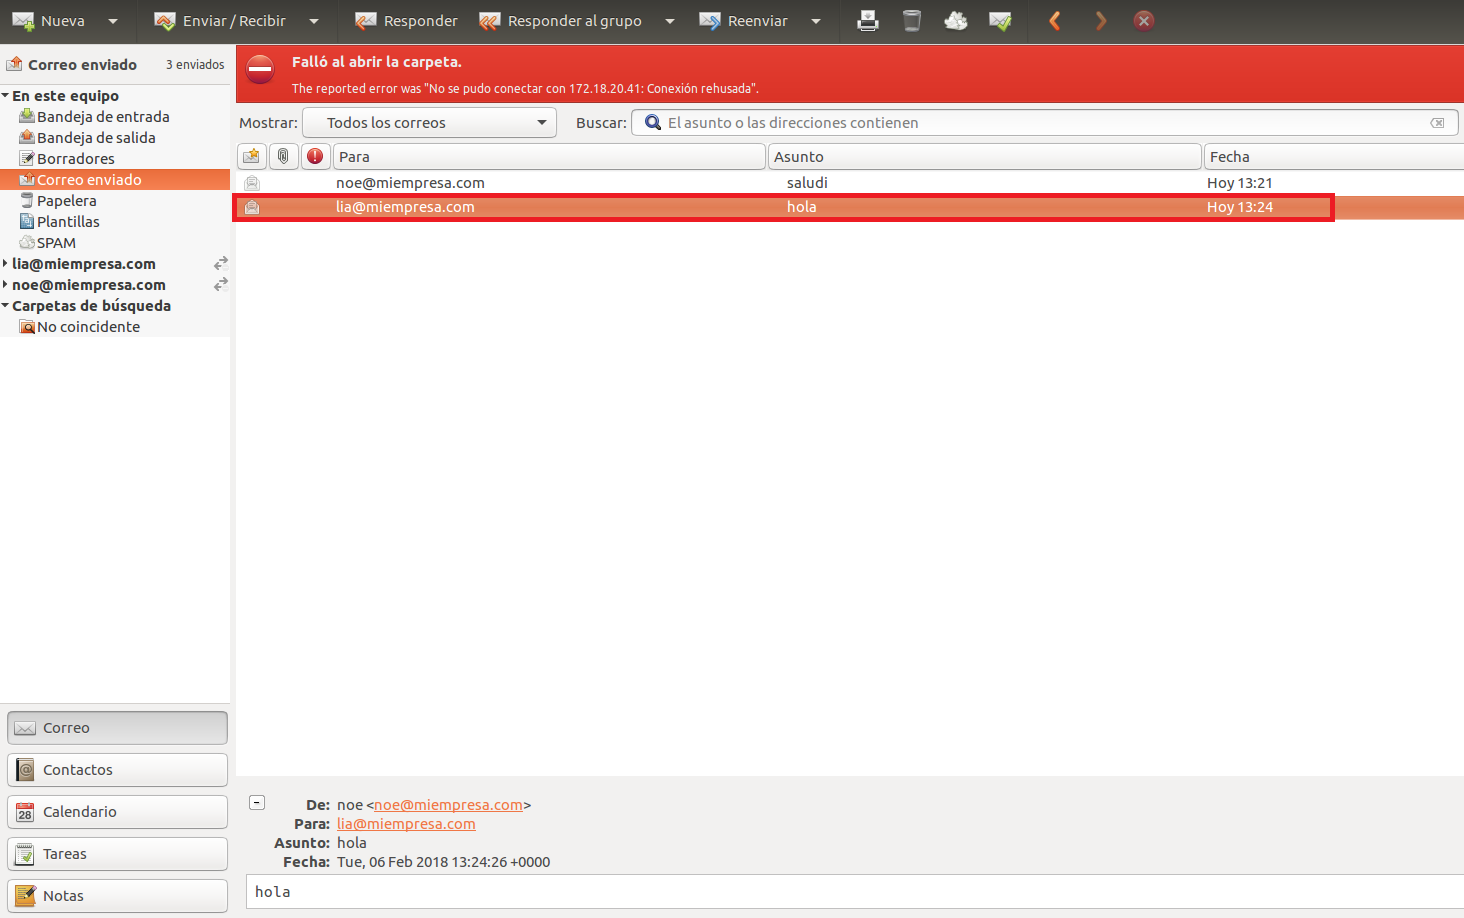 Nueva Enviar / Recibir Responder Responder al grupo Reenviar
Correo enviado 3 enviados
Falló al abrir la carpeta.
The reported error was "No se pudo conectar con 172.18.20.41: Conexión rehusada".
En este equipo
Bandeja de entrada
Bandeja de salida
Borradores
Correo enviado
Papelera
Plantillas
SPAM
lia@miempresa.com
noe@miempresa.com
Carpetas de búsqueda
No coincidente
Mostrar: Todos los correos Buscar: El asunto o las direcciones contienen
Para Asunto Fecha
noe@miempresa.com saludi Hoy 13:21
lia@miempresa.com hola Hoy 13:24
Correo
Contactos
28 Calendario
Tareas
Notas
De: noe <noe@miempresa.com>
Para: lia@miempresa.com
Asunto: hola
Fecha: Tue, 06 Feb 2018 13:24:26 +0000
hola